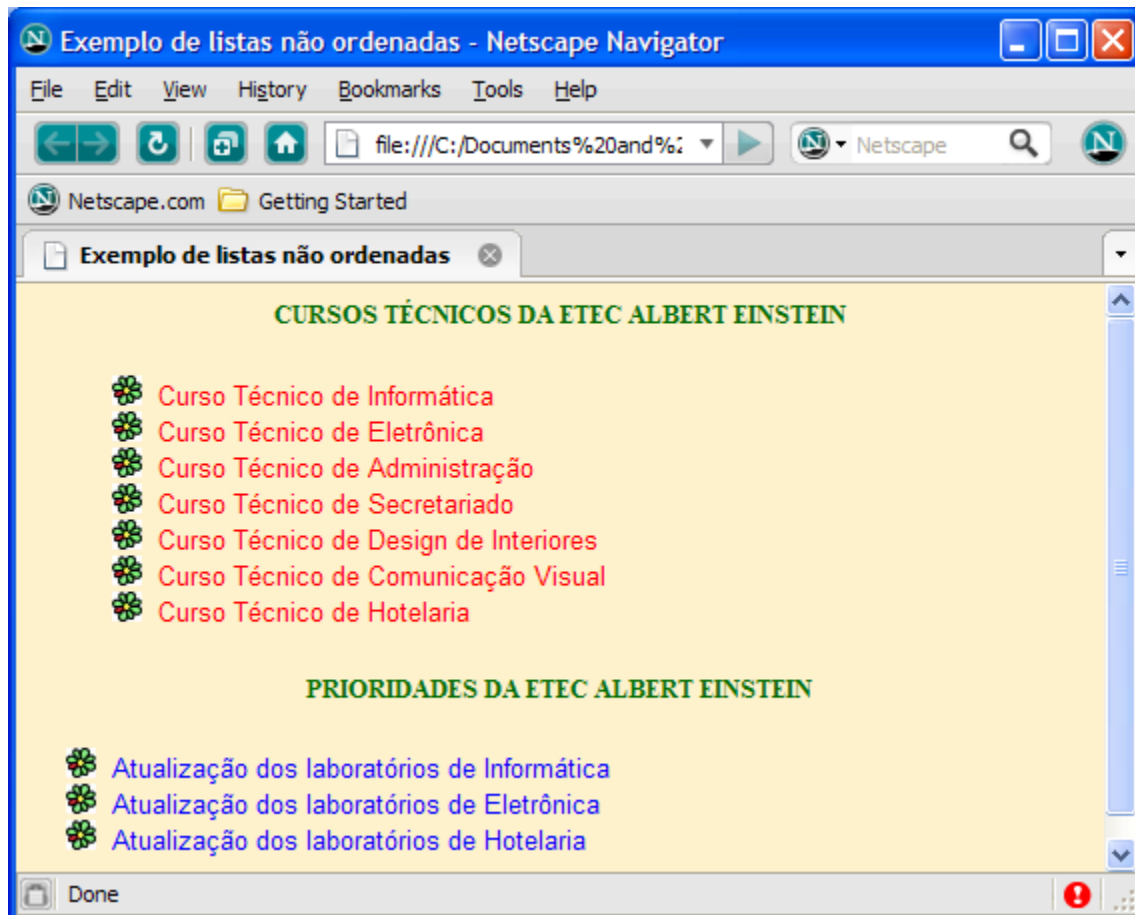 Exemplo de listas não ordenadas - Netscape Navigator
File Edit View History Bookmarks Tools Help
file:///C:/Documents%20and%2 Netscape
Netscape.com Getting Started
Exemplo de listas não ordenadas
CURSOS TÉCNICOS DA ETEC ALBERT EINSTEIN
Curso Técnico de Informática
Curso Técnico de Eletrônica
Curso Técnico de Administração
Curso Técnico de Secretariado
Curso Técnico de Design de Interiores
Curso Técnico de Comunicação Visual
Curso Técnico de Hotelaria
PRIORIDADES DA ETEC ALBERT EINSTEIN
Atualização dos laboratórios de Informática
Atualização dos laboratórios de Eletrônica
Atualização dos laboratórios de Hotelaria
Done